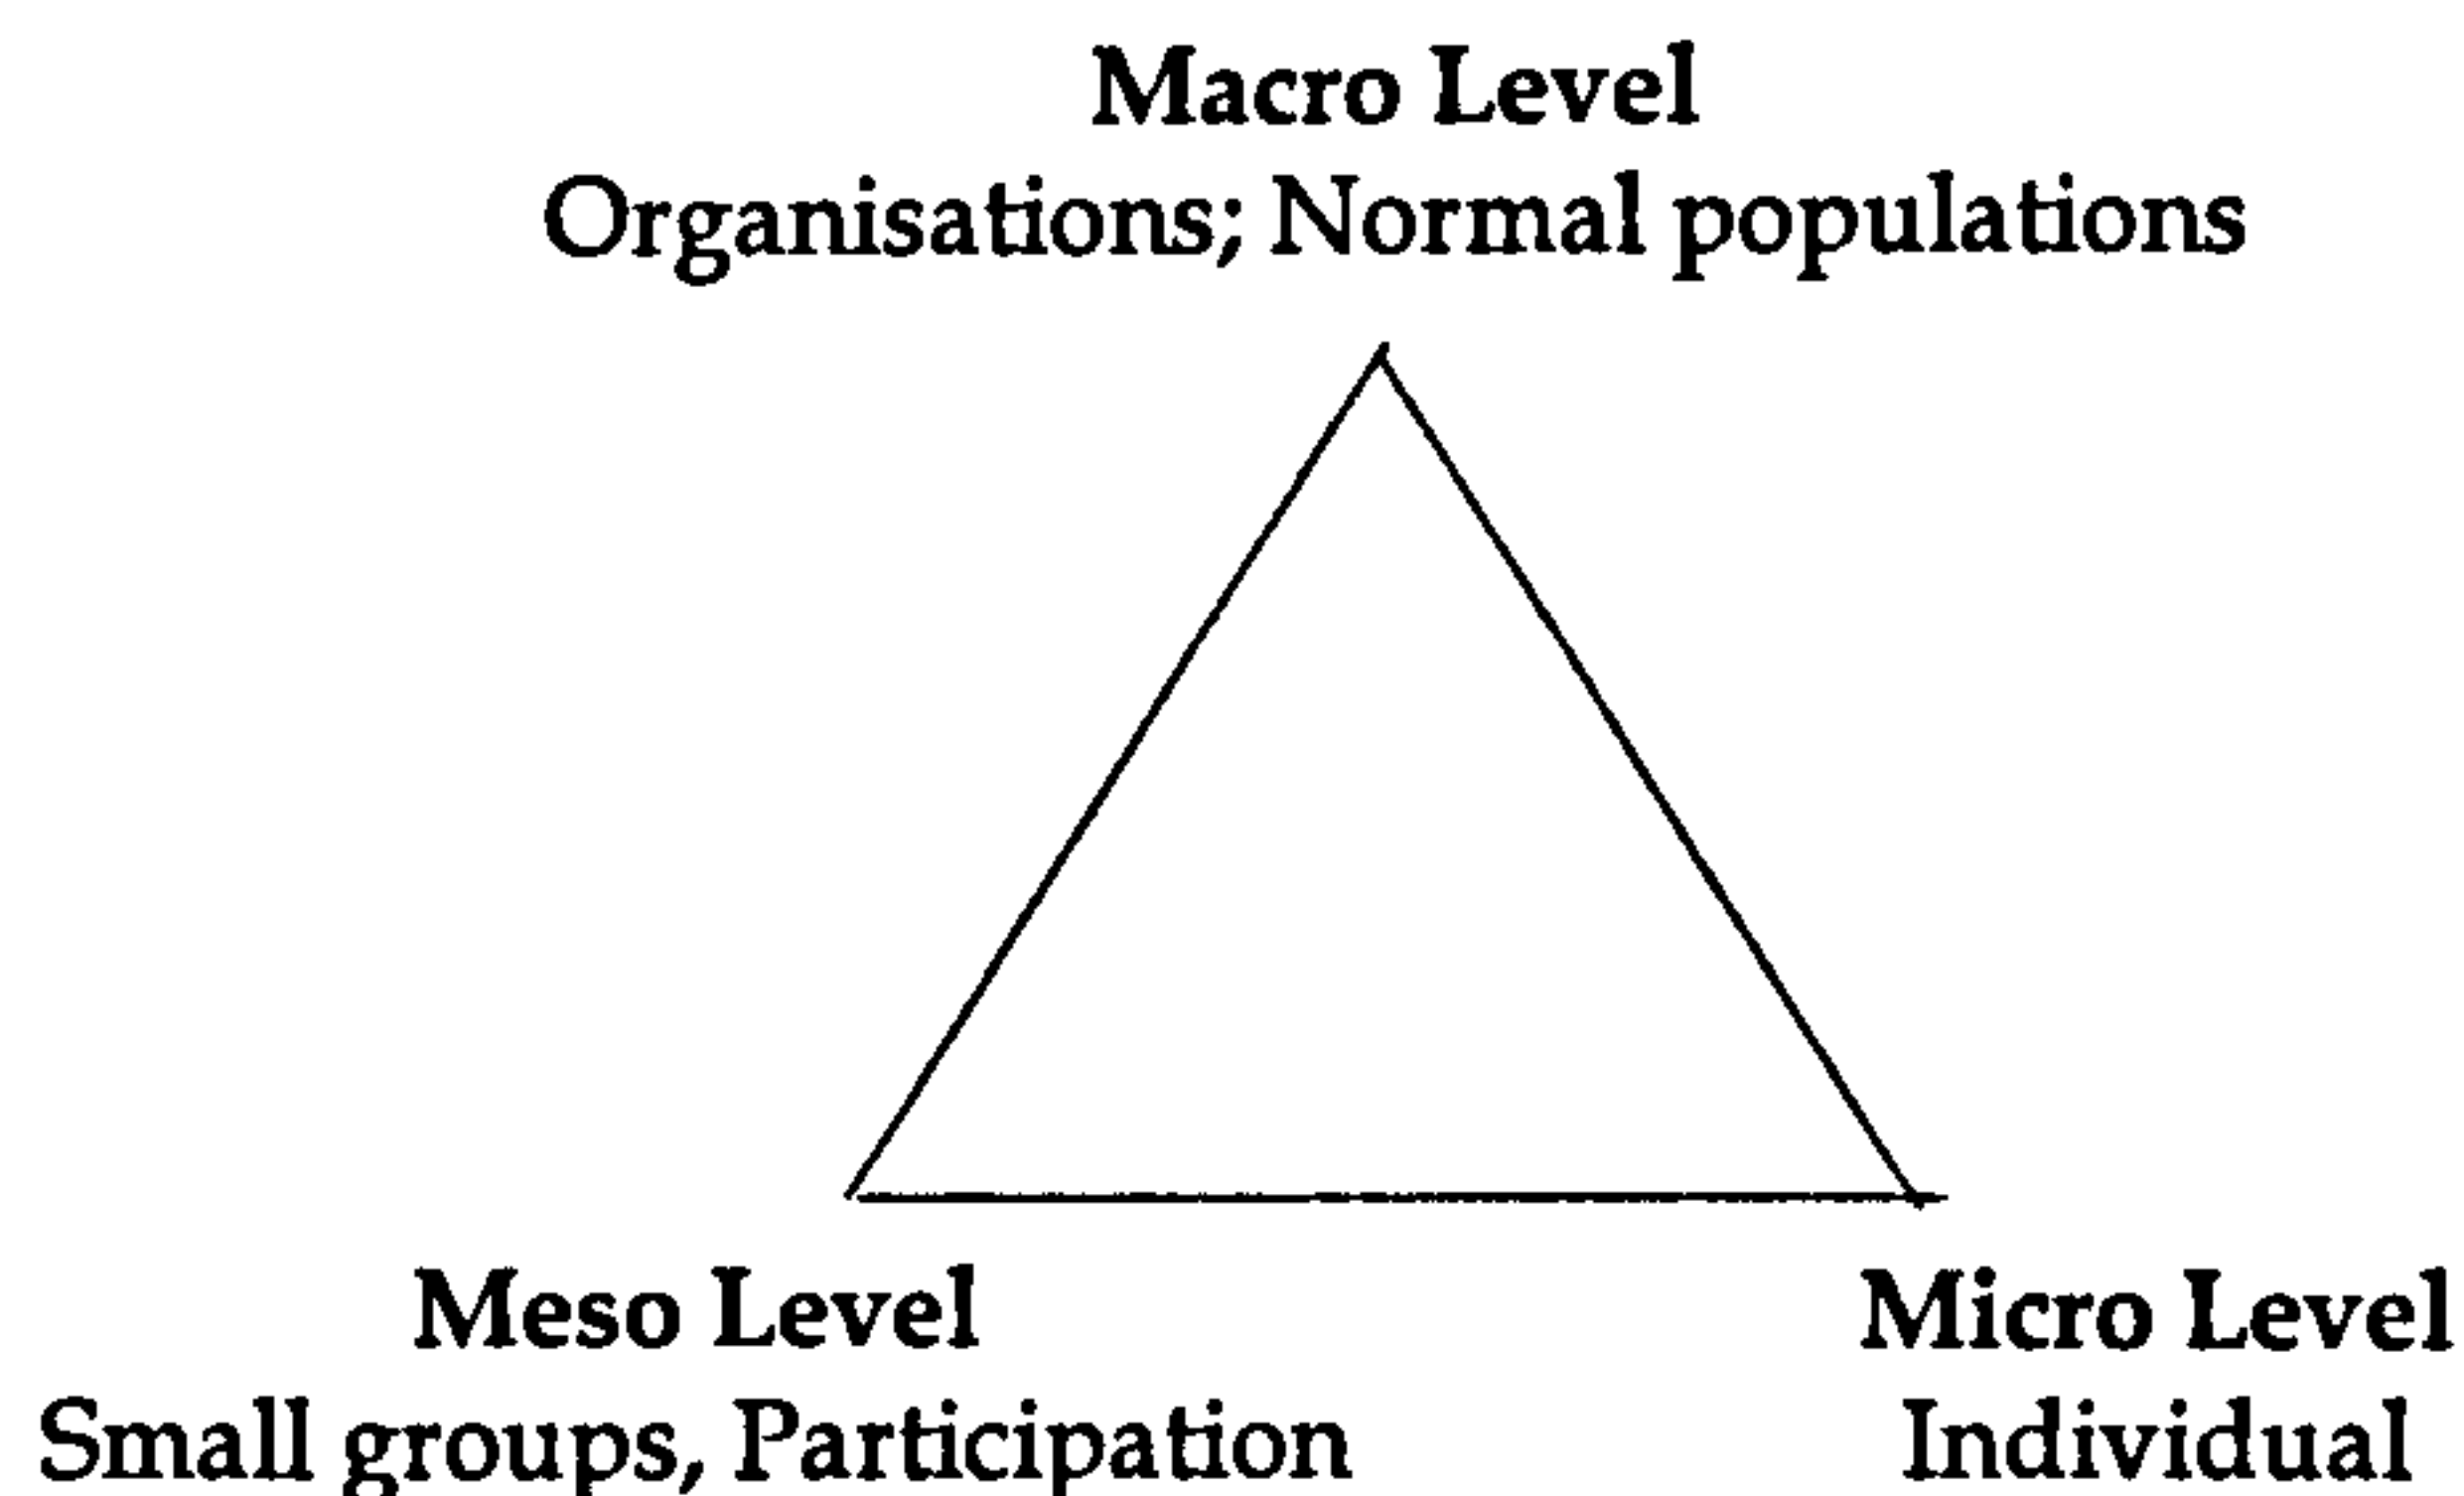 Macro Level
Organisations; Normal populations
Meso Level
Small groups, Participation
Micro Level
Individual